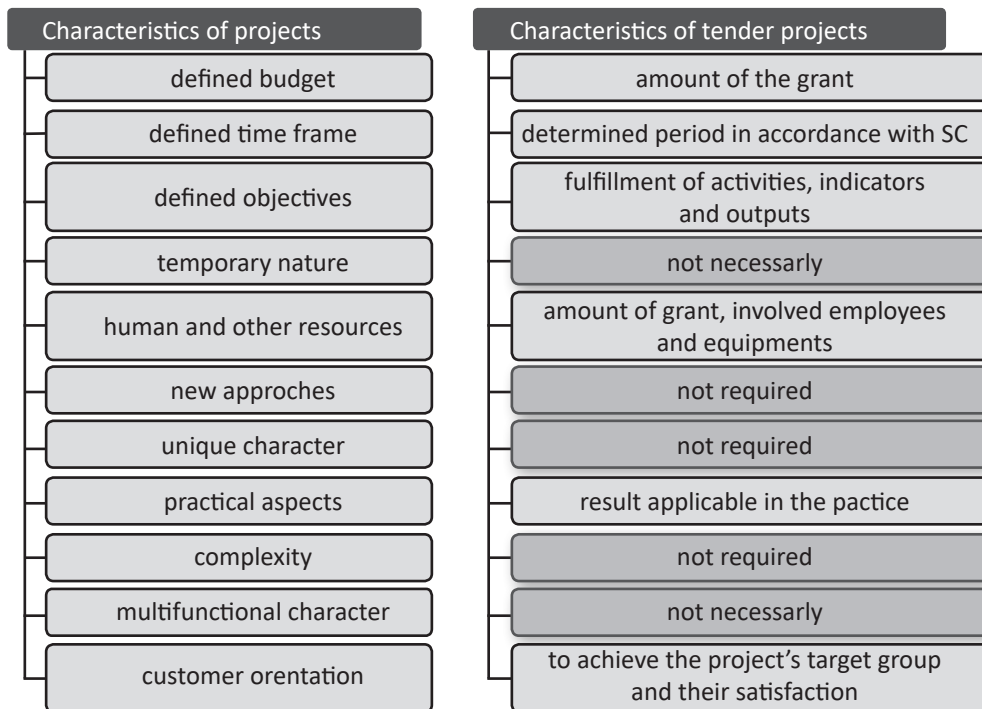 Characteristics of projects
defined budget
defined time frame
defined objectives
temporary nature
human and other resources
new approches
unique character
practical aspects
complexity
multifunctional character
customer orentation
Characteristics of tender projects
amount of the grant
determined period in accordance with SC
fulfillment of activities, indicators
and outputs
not necessarly
amount of grant, involved employees
and equipments
not required
not required
result applicable in the pactice
not required
not necessarly
to achieve the project's target group
and their satisfaction